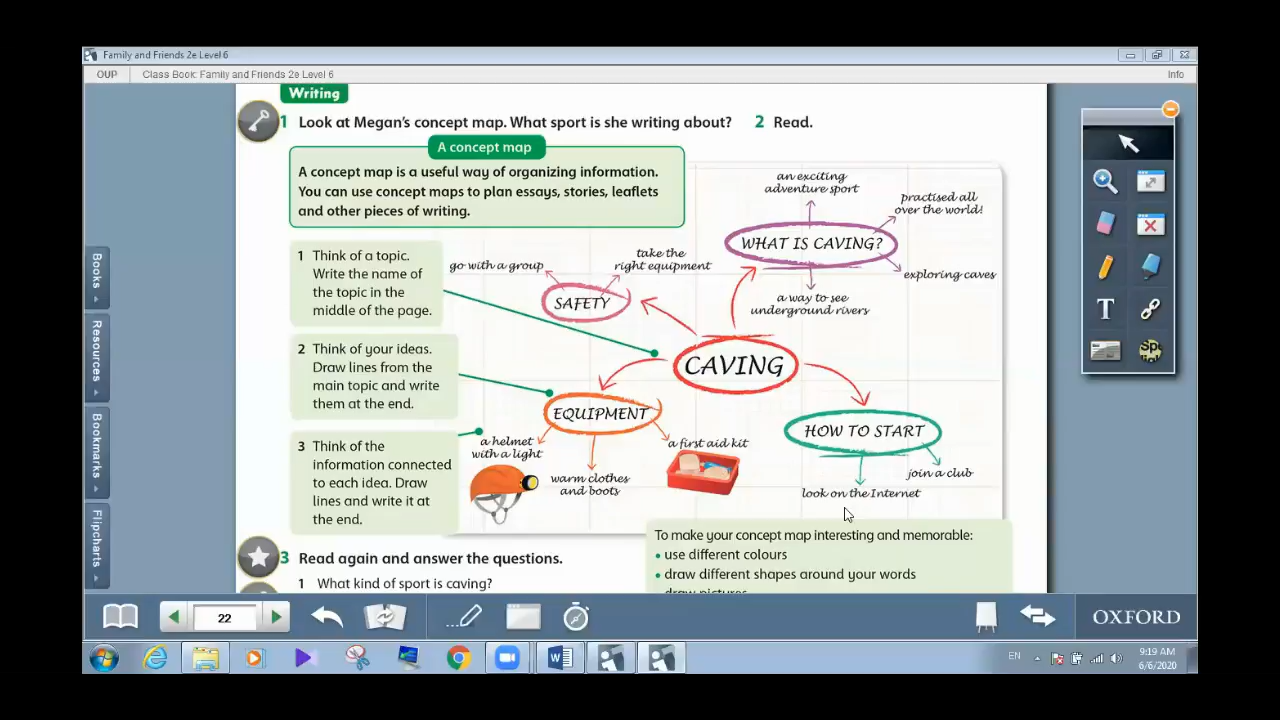 Family and Friends 2e Level 6
OUP
Class Book: Family and Friends 2e Level 6
Info
Writing
1 Look at Megan's concept map. What sport is she writing about?
2 Read.
A concept map
A concept map is a useful way of organizing information.
You can use concept maps to plan essays, stories, leaflets
and other pieces of writing.
1 Think of a topic.
Write the name of
the topic in the
middle of the page.
2 Think of your ideas.
Draw lines from the
main topic and write
them at the end.
3 Think of the
information connected
to each idea. Draw
lines and write it at
the end.
an exciting
adventure sport
practised all
over the world!
WHAT IS CAVING?
exploring caves
a way to see
underground rivers
go with a group
take the
right equipment
SAFETY
CAVING
EQUIPMENT
a helmet
with a light
warm clothes
and boots
a first aid kit
HOW TO START
join a club
look on the Internet
To make your concept map interesting and memorable:
• use different colours
• draw different shapes around your words
draw pictures
3 Read again and answer the questions.
1 What kind of sport is caving?
Books
Resources
Bookmarks
Flipcharts
T
22
OXFORD
EN
9:19 AM
6/6/2020